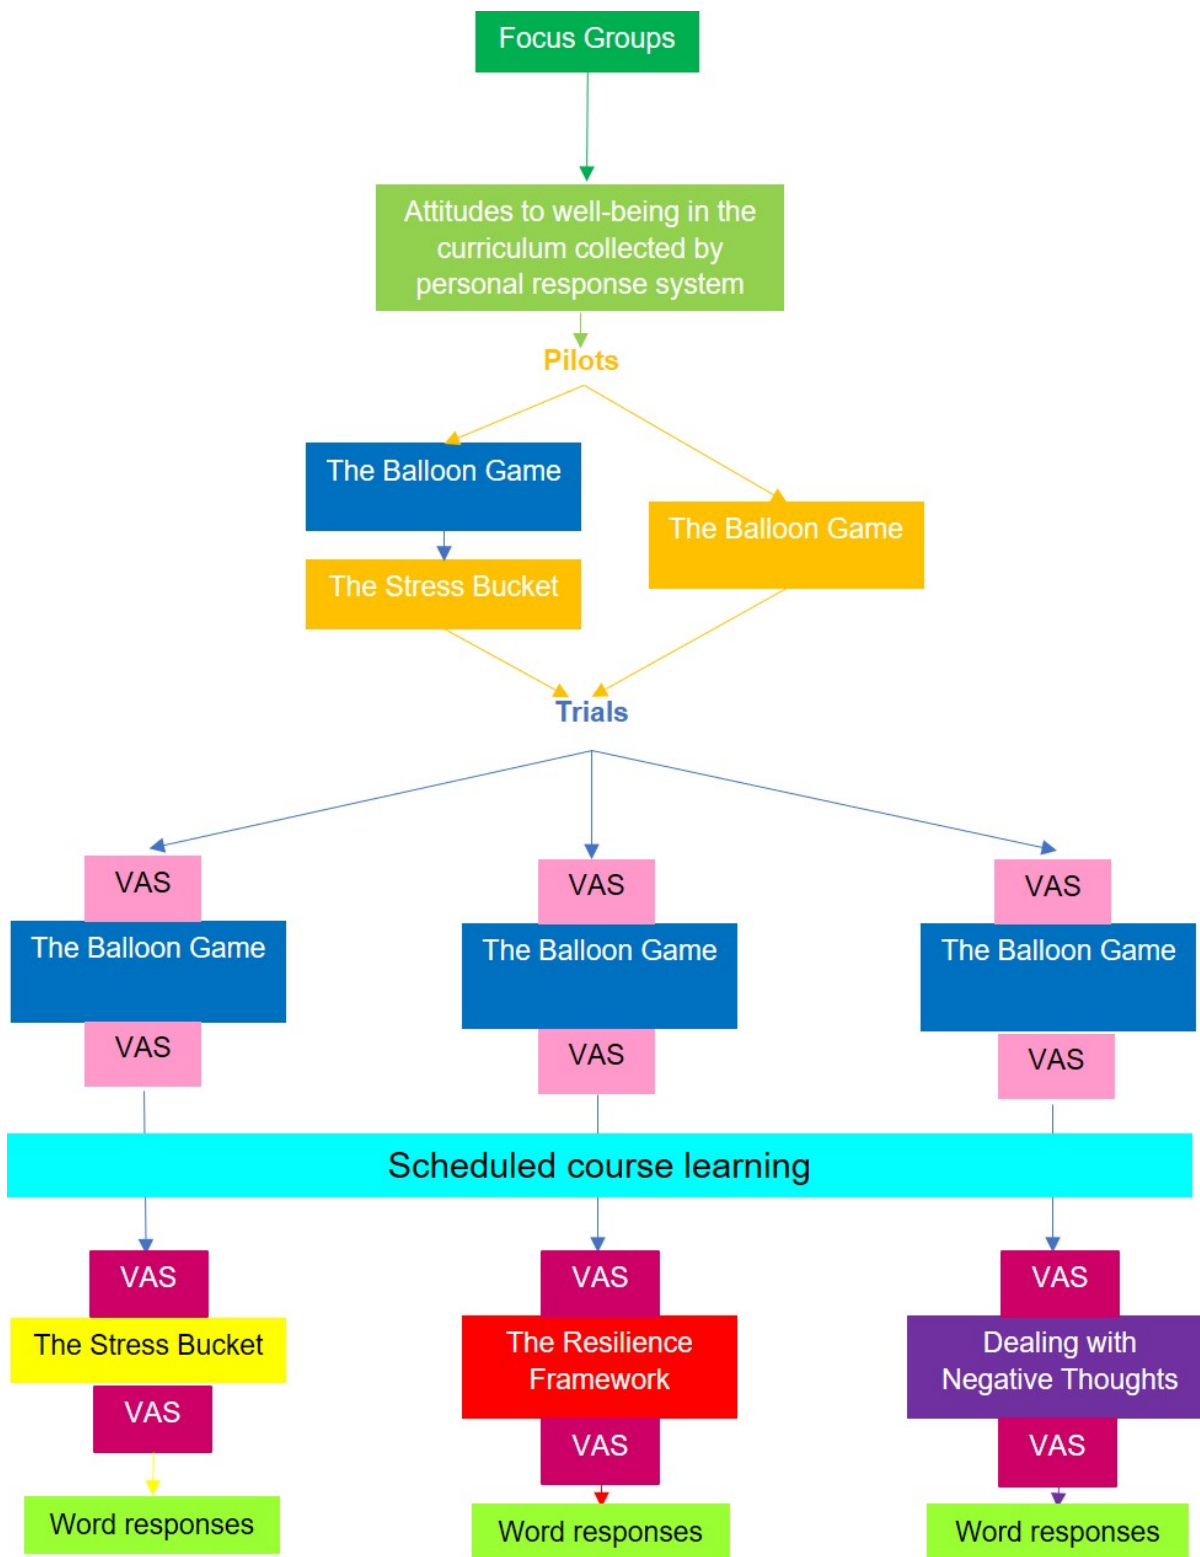 Focus Groups
Attitudes to well-being in the
curriculum collected by
personal response system
Pilots
The Balloon Game
The Balloon Game
The Stress Bucket
Trials
VAS
VAS
VAS
The Balloon Game
The Balloon Game
The Balloon Game
VAS
VAS
VAS
Scheduled course learning
VAS
VAS
VAS
The Stress Bucket
The Resilience
Framework
Dealing with
Negative Thoughts
VAS
VAS
VAS
Word responses
Word responses
Word responses